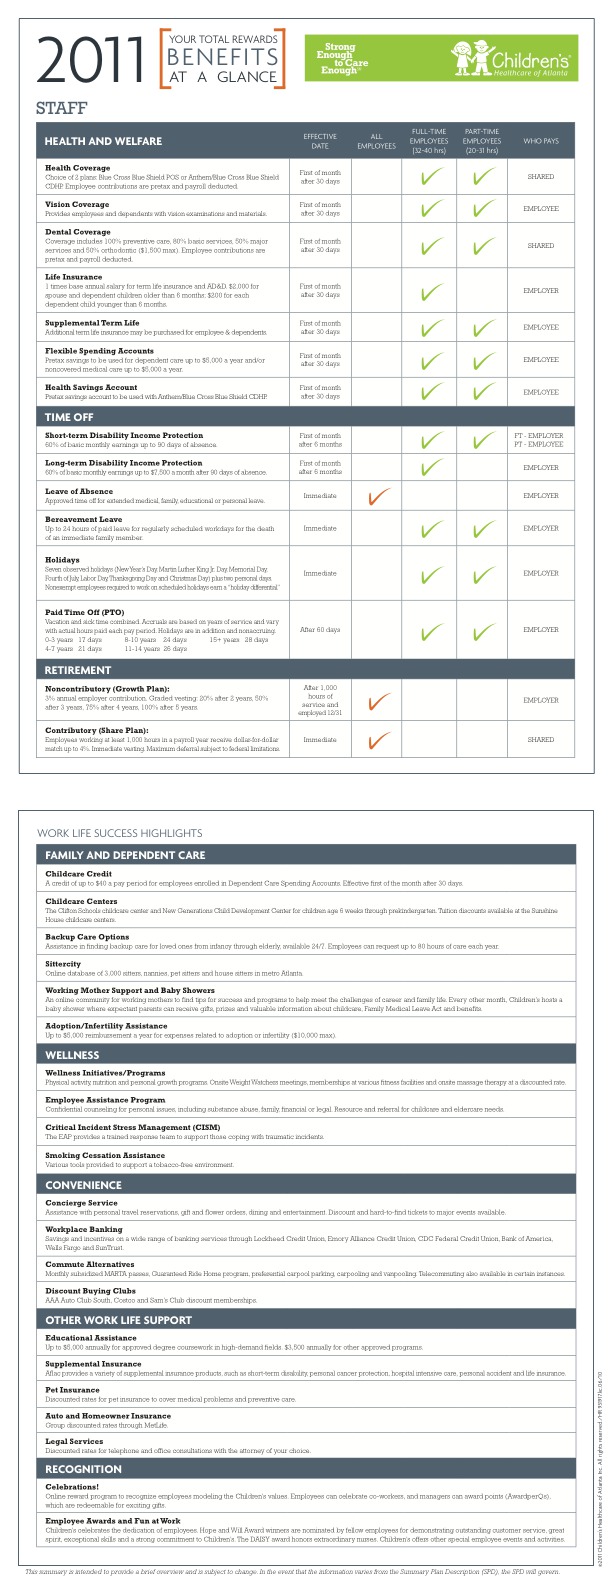 2011
YOUR TOTAL REWARDS
BENEFITS
AT A GLANCE
Strong
Enough
to Care
Enough®
Children's®
Healthcare of Atlanta
STAFF
HEALTH AND WELFARE
EFFECTIVE
DATE
ALL
EMPLOYEES
FULL-TIME
EMPLOYEES
(32-40 hrs)
PART-TIME
EMPLOYEES
(20-31 hrs)
WHO PAYS
Health Coverage
Choice of 2 plans: Blue Cross Blue Shield POS or Anthem/Blue Cross Blue Shield
CDHP. Employee contributions are pretax and payroll deducted.
First of month
after 30 days
SHARED
Vision Coverage
Provides employees and dependents with vision examinations and materials.
First of month
after 30 days
EMPLOYEE
Dental Coverage
Coverage includes 100% preventive care, 80% basic services, 50% major
services and 50% orthodontic ($1,500 max). Employee contributions are
pretax and payroll deducted.
First of month
after 30 days
SHARED
Life Insurance
1 times base annual salary for term life insurance and AD&D. $2,000 for
spouse and dependent children older than 6 months. $200 for each
dependent child younger than 6 months.
First of month
after 30 days
EMPLOYER
Supplemental Term Life
Additional term life insurance may be purchased for employee & dependents.
First of month
after 30 days
EMPLOYEE
Flexible Spending Accounts
Pretax savings to be used for dependent care up to $5,000 a year and/or
noncovered medical care up to $5,000 a year.
First of month
after 30 days
EMPLOYEE
Health Savings Account
Pretax savings account to be used with Anthem/Blue Cross Blue Shield CDHP.
First of month
after 30 days
EMPLOYEE
TIME OFF
Short-term Disability Income Protection
60% of basic monthly earnings up to 90 days of absence.
First of month
after 6 months
FT - EMPLOYER
PT - EMPLOYEE
Long-term Disability Income Protection
60% of basic monthly earnings up to $7,500 a month after 90 days of absence.
First of month
after 6 months
EMPLOYER
Leave of Absence
Approved time off for extended medical, family, educational or personal leave.
Immediate
EMPLOYER
Bereavement Leave
Up to 24 hours of paid leave for regularly scheduled workdays for the death
of an immediate family member.
Immediate
EMPLOYER
Holidays
Seven observed holidays (New Year's Day, Martin Luther King Jr. Day, Memorial Day,
Fourth of July, Labor Day, Thanksgiving Day and Christmas Day) plus two personal days.
Nonexempt employees required to work on scheduled holidays earn a "holiday differential."
Immediate
EMPLOYER
Paid Time Off (PTO)
Vacation and sick time combined. Accruals are based on years of service and vary
with actual hours paid each pay period. Holidays are in addition and nonaccruing.
0-3 years 17 days 8-10 years 24 days 15+ years 28 days
4-7 years 21 days 11-14 years 26 days
After 60 days
EMPLOYER
RETIREMENT
Noncontributory (Growth Plan):
3% annual employer contribution. Graded vesting: 20% after 2 years, 50%
after 3 years, 75% after 4 years, 100% after 5 years.
After 1,000
hours of
service and
employed 12/31
EMPLOYER
Contributory (Share Plan):
Employees working at least 1,000 hours in a payroll year receive dollar-for-dollar
match up to 4%. Immediate vesting. Maximum deferral subject to federal limitations.
Immediate
SHARED
WORK LIFE SUCCESS HIGHLIGHTS
FAMILY AND DEPENDENT CARE
Childcare Credit
A credit of up to $40 a pay period for employees enrolled in Dependent Care Spending Accounts. Effective first of the month after 30 days.
Childcare Centers
The Clifton Schools childcare center and New Generations Child Development Center for children age 6 weeks through prekindergarten. Tuition discounts available at the Sunshine
House childcare centers.
Backup Care Options
Assistance in finding backup care for loved ones from infancy through elderly, available 24/7. Employees can request up to 80 hours of care each year.
Sittercity
Online database of 3,000 sitters, nannies, pet sitters and house sitters in metro Atlanta.
Working Mother Support and Baby Showers
An online community for working mothers to find tips for success and programs to help meet the challenges of career and family life. Every other month, Children's hosts a
baby shower where expectant parents can receive gifts, prizes and valuable information about childcare, Family Medical Leave Act and benefits.
Adoption/Infertility Assistance
Up to $5,000 reimbursement a year for expenses related to adoption or infertility ($10,000 max).
WELLNESS
Wellness Initiatives/Programs
Physical activity, nutrition and personal growth programs. Onsite Weight Watchers meetings, memberships at various fitness facilities and onsite massage therapy at a discounted rate.
Employee Assistance Program
Confidential counseling for personal issues, including substance abuse, family, financial or legal. Resource and referral for childcare and eldercare needs.
Critical Incident Stress Management (CISM)
The EAP provides a trained response team to support those coping with traumatic incidents.
Smoking Cessation Assistance
Various tools provided to support a tobacco-free environment.
CONVENIENCE
Concierge Service
Assistance with personal travel reservations, gift and flower orders, dining and entertainment. Discount and hard-to-find tickets to major events available.
Workplace Banking
Savings and incentives on a wide range of banking services through Lockheed Credit Union, Emory Alliance Credit Union, CDC Federal Credit Union, Bank of America,
Wells Fargo and SunTrust.
Commute Alternatives
Monthly subsidized MARTA passes, Guaranteed Ride Home program, preferential carpool parking, carpooling and vanpooling. Telecommuting also available in certain instances.
Discount Buying Clubs
AAA Auto Club South, Costco and Sam's Club discount memberships.
OTHER WORK LIFE SUPPORT
Educational Assistance
Up to $5,000 annually for approved degree coursework in high-demand fields. $3,500 annually for other approved programs.
Supplemental Insurance
Aflac provides a variety of supplemental insurance products, such as short-term disability, personal cancer protection, hospital intensive care, personal accident and life insurance.
Pet Insurance
Discounted rates for pet insurance to cover medical problems and preventive care.
Auto and Homeowner Insurance
Group discounted rates through MetLife.
Legal Services
Discounted rates for telephone and office consultations with the attorney of your choice.
RECOGNITION
Celebrations!
Online reward program to recognize employees modeling the Children's values. Employees can celebrate co-workers, and managers can award points (AwardperQs),
which are redeemable for exciting gifts.
Employee Awards and Fun at Work
Children's celebrates the dedication of employees. Hope and Will Award winners are nominated by fellow employees for demonstrating outstanding customer service, great
spirit, exceptional skills and a strong commitment to Children's. The DAISY award honors extraordinary nurses. Children's offers other special employee events and activities.
©2011 Children's Healthcare of Atlanta Inc. All rights reserved.
This summary is intended to provide a brief overview and is subject to change. In the event that the information varies from the Summary Plan Description (SPD), the SPD will govern.